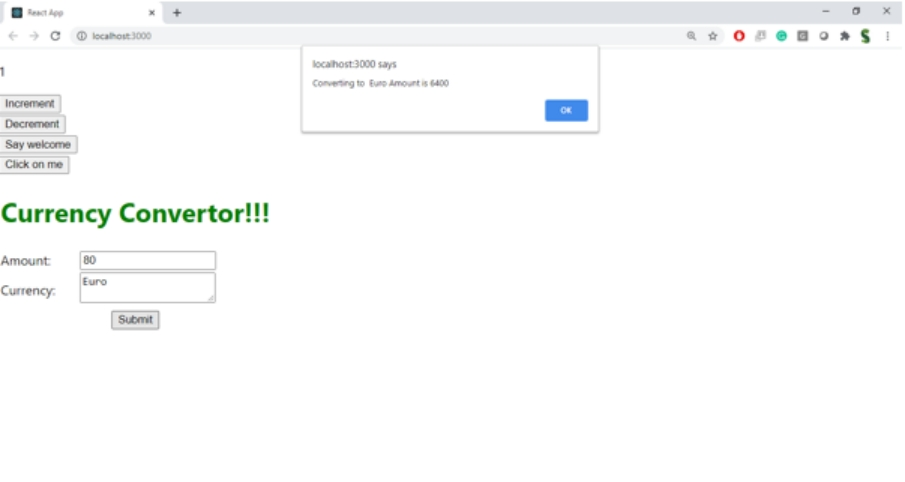 React App
localhost:3000
localhost:3000 says
Converting to Euro Amount is 6400
OK
1
Increment
Decrement
Say welcome
Click on me
Currency Convertor!!!
Amount: 80
Currency: Euro
Submit